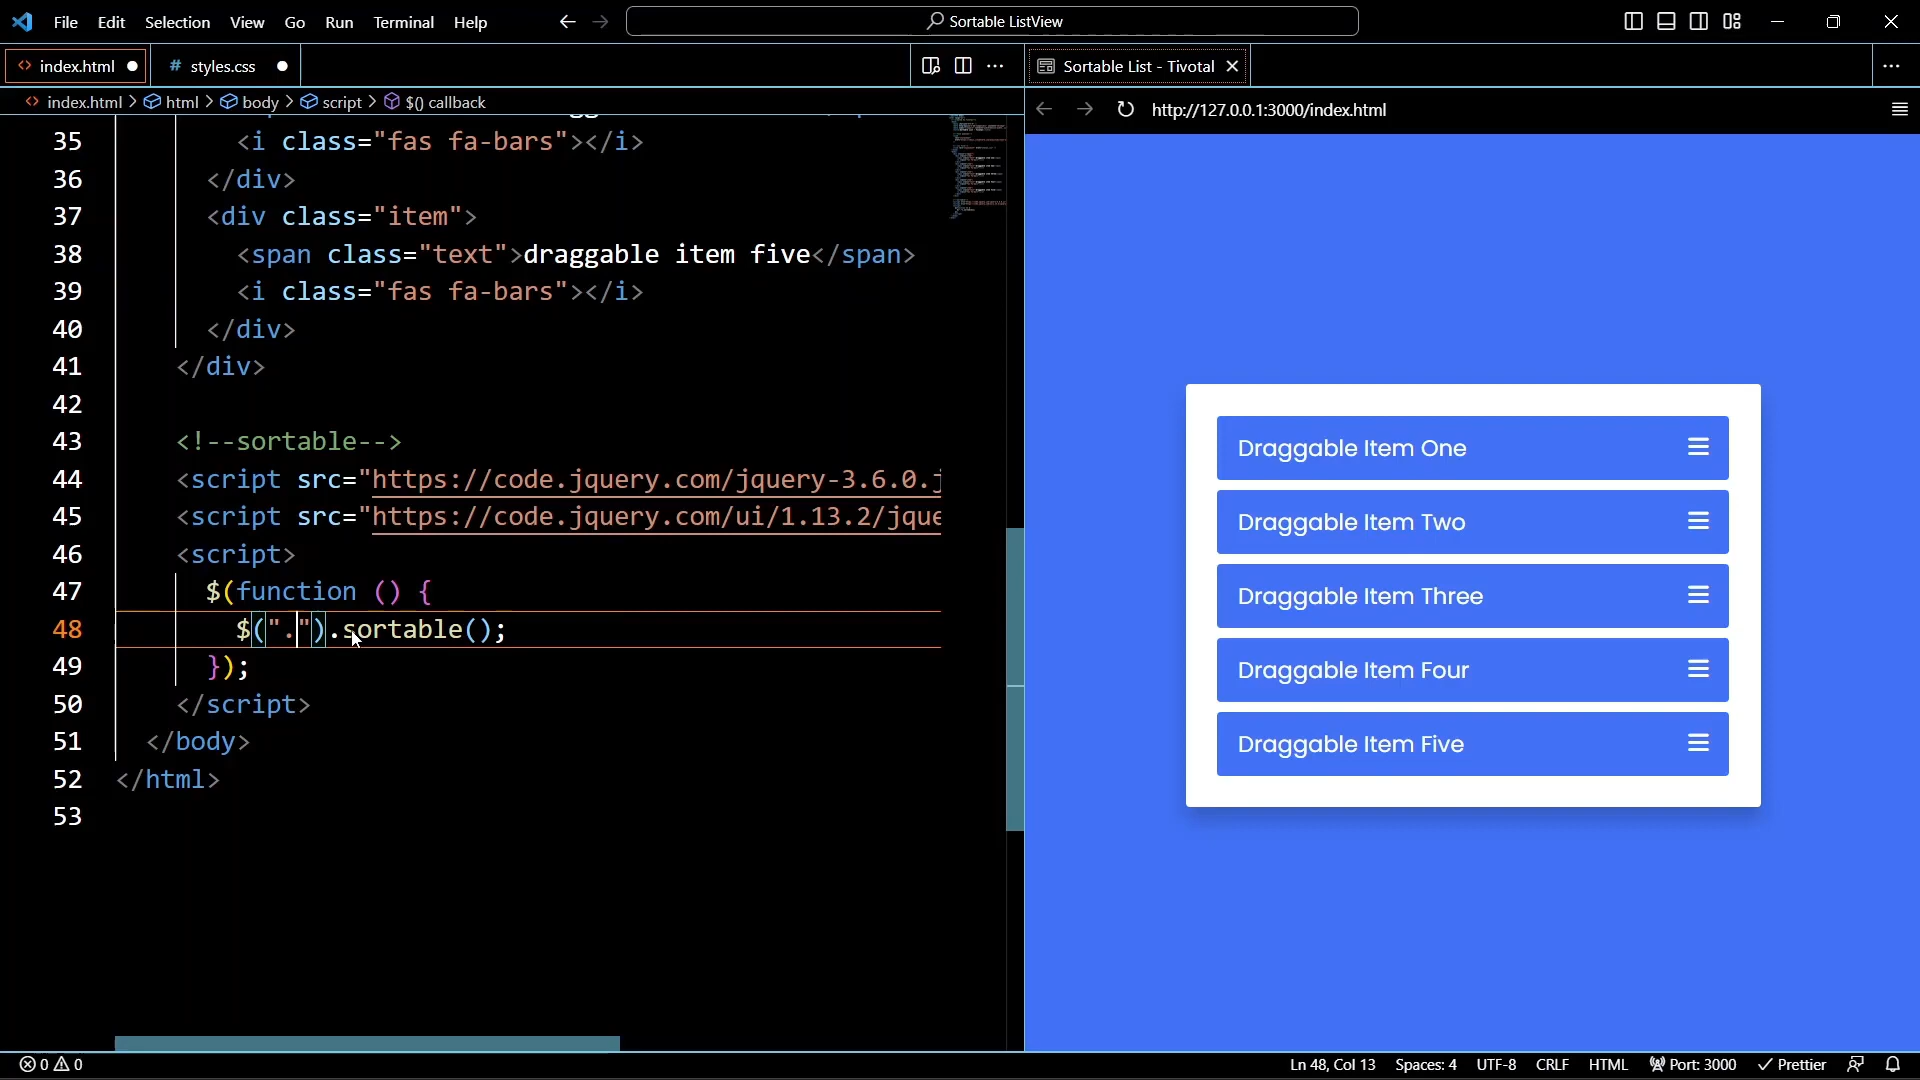 File Edit Selection View Go Run Terminal Help
Sortable ListView
index.html
# styles.css
Sortable List - Tivotal
index.html > html > body > script > $() callback
http://127.0.0.1:3000/index.html
35 <i class="fas fa-bars"></i>
36 </div>
37 <div class="item">
38 <span class="text">draggable item five</span>
39 <i class="fas fa-bars"></i>
40 </div>
41 </div>
42
43 <!--sortable-->
44 <script src="https://code.jquery.com/jquery-3.6.0.j
45 <script src="https://code.jquery.com/ui/1.13.2/jque
46 <script>
47 $(function () {
48 $(".").sortable();
49 });
50 </script>
51 </body>
52 </html>
53
Draggable Item One
Draggable Item Two
Draggable Item Three
Draggable Item Four
Draggable Item Five
0 0
Ln 48, Col 13 Spaces: 4 UTF-8 CRLF HTML Port: 3000 Prettier